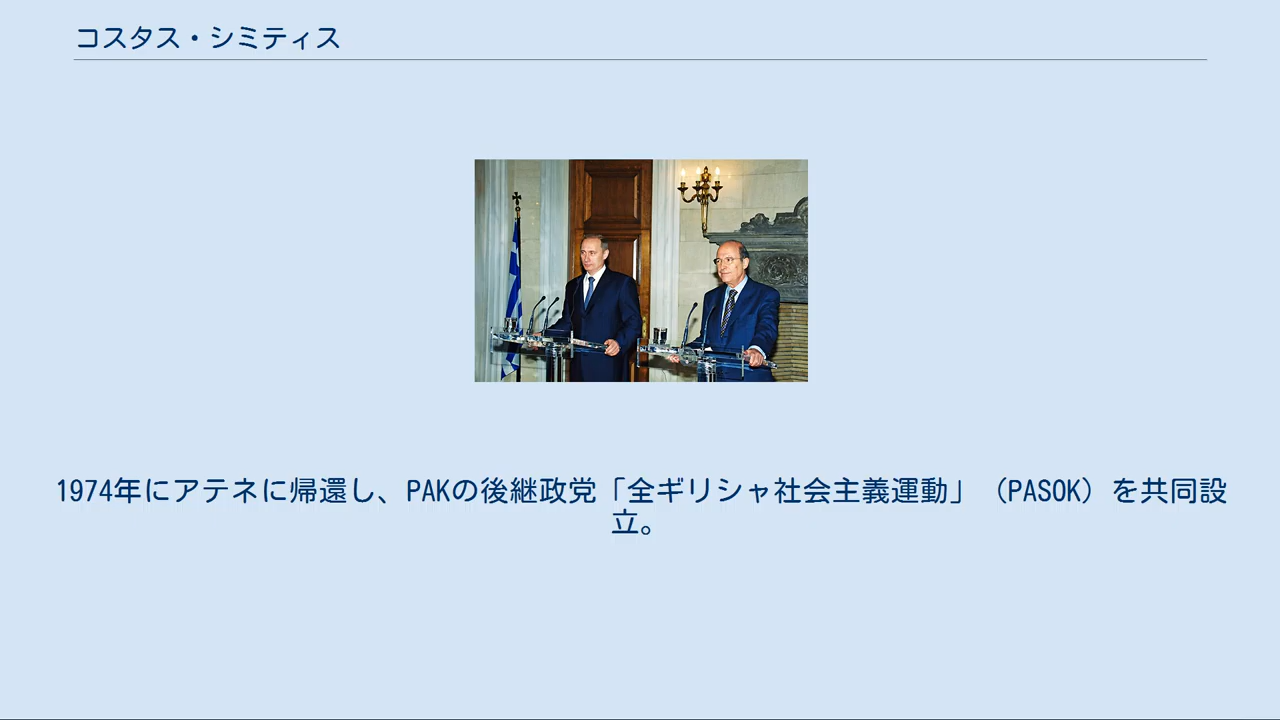 コスタス・シミティス
1974年にアテネに帰還し、PAKの後継政党「全ギリシャ社会主義運動」（PASOK）を共同設
立。